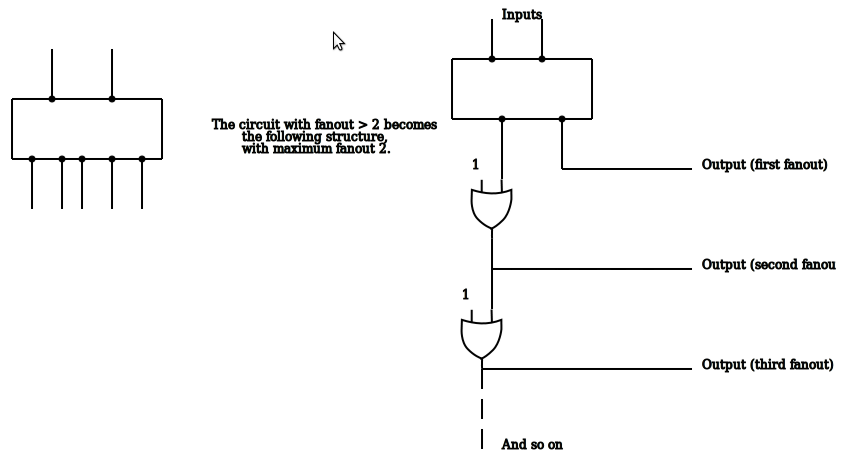 Inputs
The circuit with fanout > 2 becomes
the following structure,
with maximum fanout 2.
1
Output (first fanout)
Output (second fanou
1
Output (third fanout)
And so on